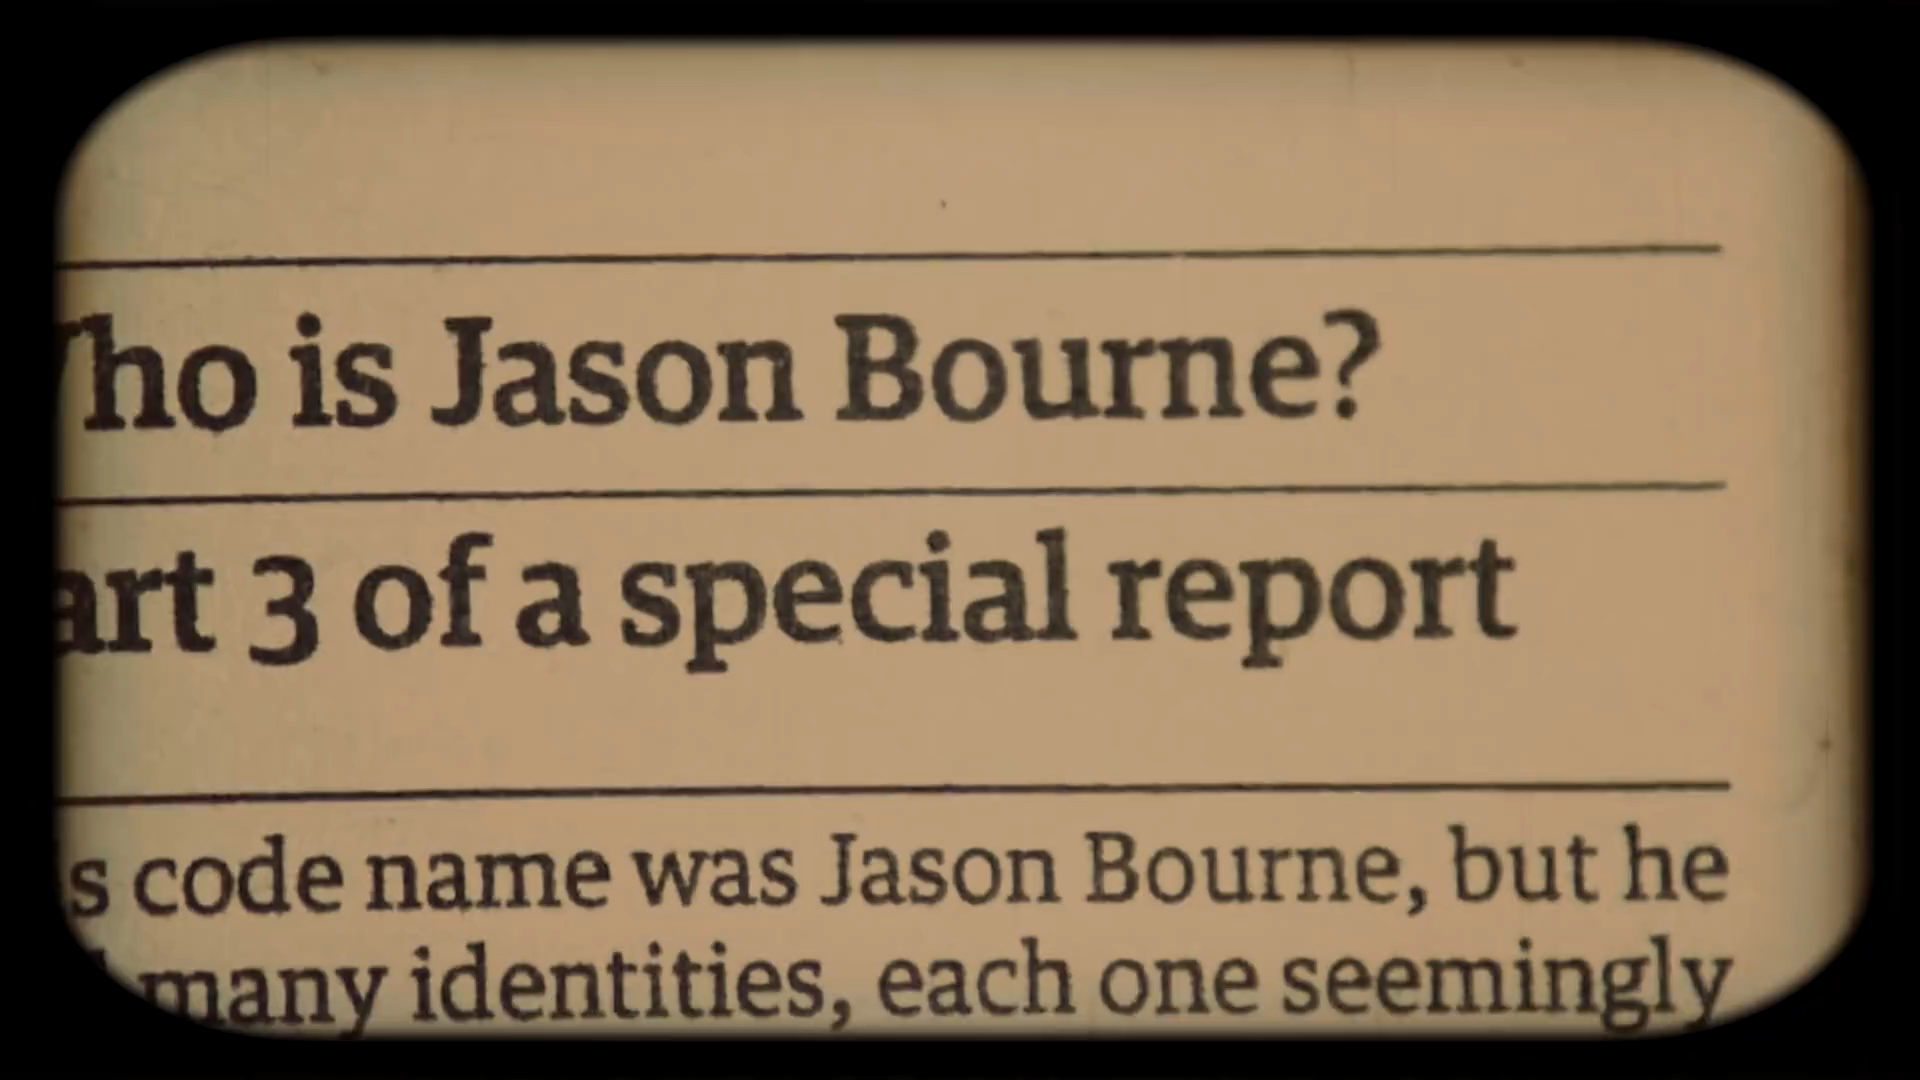 ho is Jason Bourne?
art 3 of a special report
s code name was Jason Bourne, but he
many identities, each one seemingly